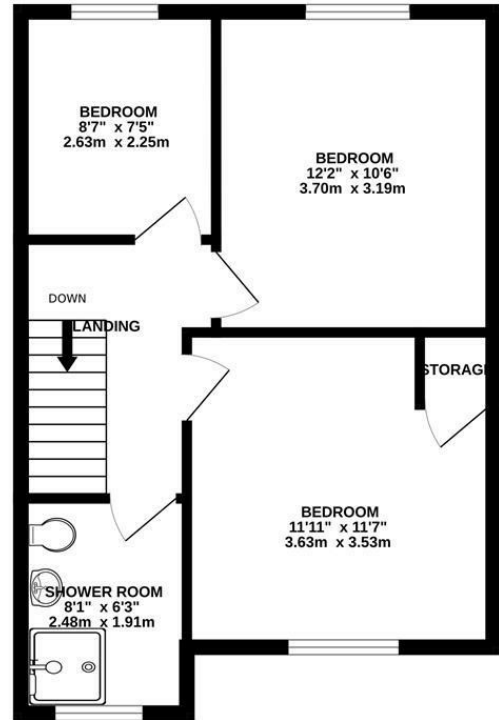 BEDROOM
8'7" x 7'5"
2.63m x 2.25m
BEDROOM
12'2" x 10'6"
3.70m x 3.19m
DOWN
LANDING
STORAGE
BEDROOM
11'11" x 11'7"
3.63m x 3.53m
SHOWER ROOM
8'1" x 6'3"
2.48m x 1.91m